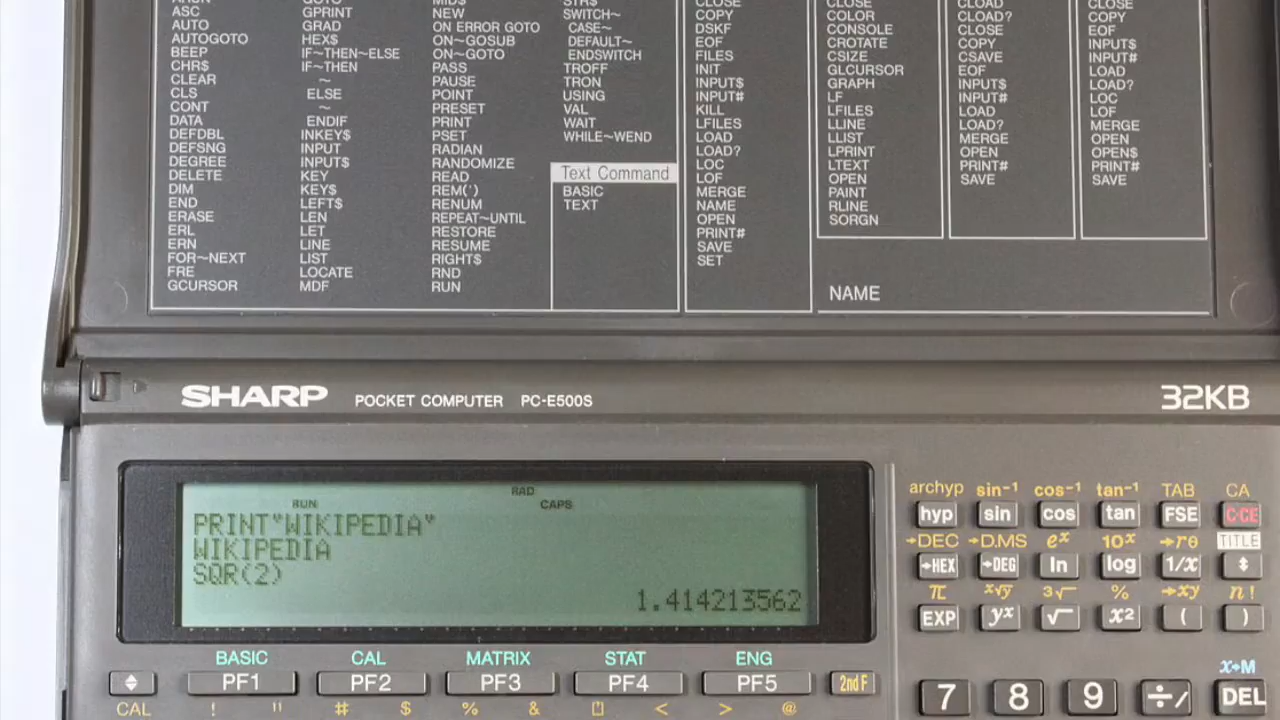 ASC
AUTO
AUTOGOTO
BEEP
CHR$
CLEAR
CLS
CONT
DATA
DEFDBL
DEFSNG
DEGREE
DELETE
DIM
END
ERASE
ERL
ERN
FOR~NEXT
FRE
GCURSOR
GOTO
GPRINT
GRAD
HEX$
IF~THEN~ELSE
IF~THEN
~
ELSE
~
ENDIF
INKEY$
INPUT
INPUT$
KEY
KEY$
LEFT$
LEN
LET
LINE
LIST
LOCATE
MDF
MID$
NEW
ON ERROR GOTO
ON~GOSUB
ON~GOTO
PASS
PAUSE
POINT
PRESET
PRINT
PSET
RADIAN
RANDOMIZE
READ
REM(')
RENUM
REPEAT~UNTIL
RESTORE
RESUME
RIGHT$
RND
RUN
STR$
SWITCH~
CASE~
DEFAULT~
ENDSWITCH
TROFF
TRON
USING
VAL
WAIT
WHILE~WEND
Text Command
BASIC
TEXT
CLOSE
COPY
DSKF
EOF
FILES
INIT
INPUT$
INPUT#
KILL
LFILES
LOAD
LOAD?
LOC
LOF
MERGE
NAME
OPEN
PRINT#
SAVE
SET
CLOSE
COLOR
CONSOLE
CROTATE
CSIZE
GLCURSOR
GRAPH
LF
LFILES
LLINE
LLIST
LPRINT
LTEXT
OPEN
PAINT
RLINE
SORGN
CLOAD
CLOAD?
CLOSE
COPY
CSAVE
EOF
INPUT$
INPUT#
LOAD
LOAD?
MERGE
OPEN
PRINT#
SAVE
CLOSE
COPY
EOF
INPUT$
INPUT#
LOAD
LOAD?
LOC
LOF
MERGE
OPEN
OPEN$
PRINT#
SAVE
NAME
SHARP POCKET COMPUTER PC-E500S 32KB
RAD
RUN CAPS
PRINT"WIKIPEDIA"
WIKIPEDIA
SQR(2)
1.414213562
archyp sin⁻¹ cos⁻¹ tan⁻¹ TAB CA
hyp sin cos tan FSE C·CE
→DEC →D.MS eˣ 10ˣ →rθ TITLE
→HEX →DEG ln log 1/x
π ˣ√y ³√ % →xy n!
EXP yˣ √ x² ( )
BASIC CAL MATRIX STAT ENG x→M
PF1 PF2 PF3 PF4 PF5 2nd F 7 8 9 ÷/ DEL
CAL ! " # $ % & < > @